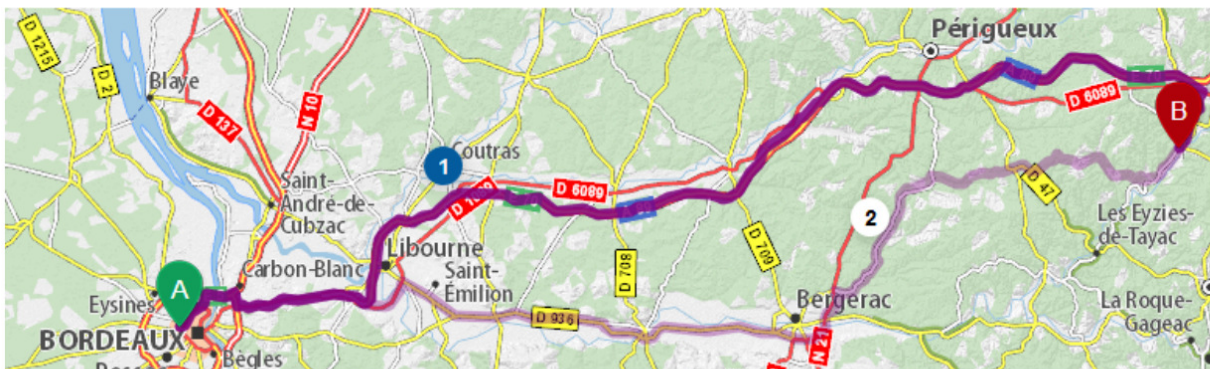 D 1215
D 2
Blaye
D 137
N 10
Périgueux
D 6089
B
1
Coutras
Saint-
André-de-
Cubzac
D 6089
D 47
2
Les Eyzies-
de-Tayac
Libourne
D 709
D 708
Carbon-Blanc
Saint-
Émilion
A
Eysines
Bergerac
La Roque-
Gageac
D 936
BORDEAUX
N 21
Bègles